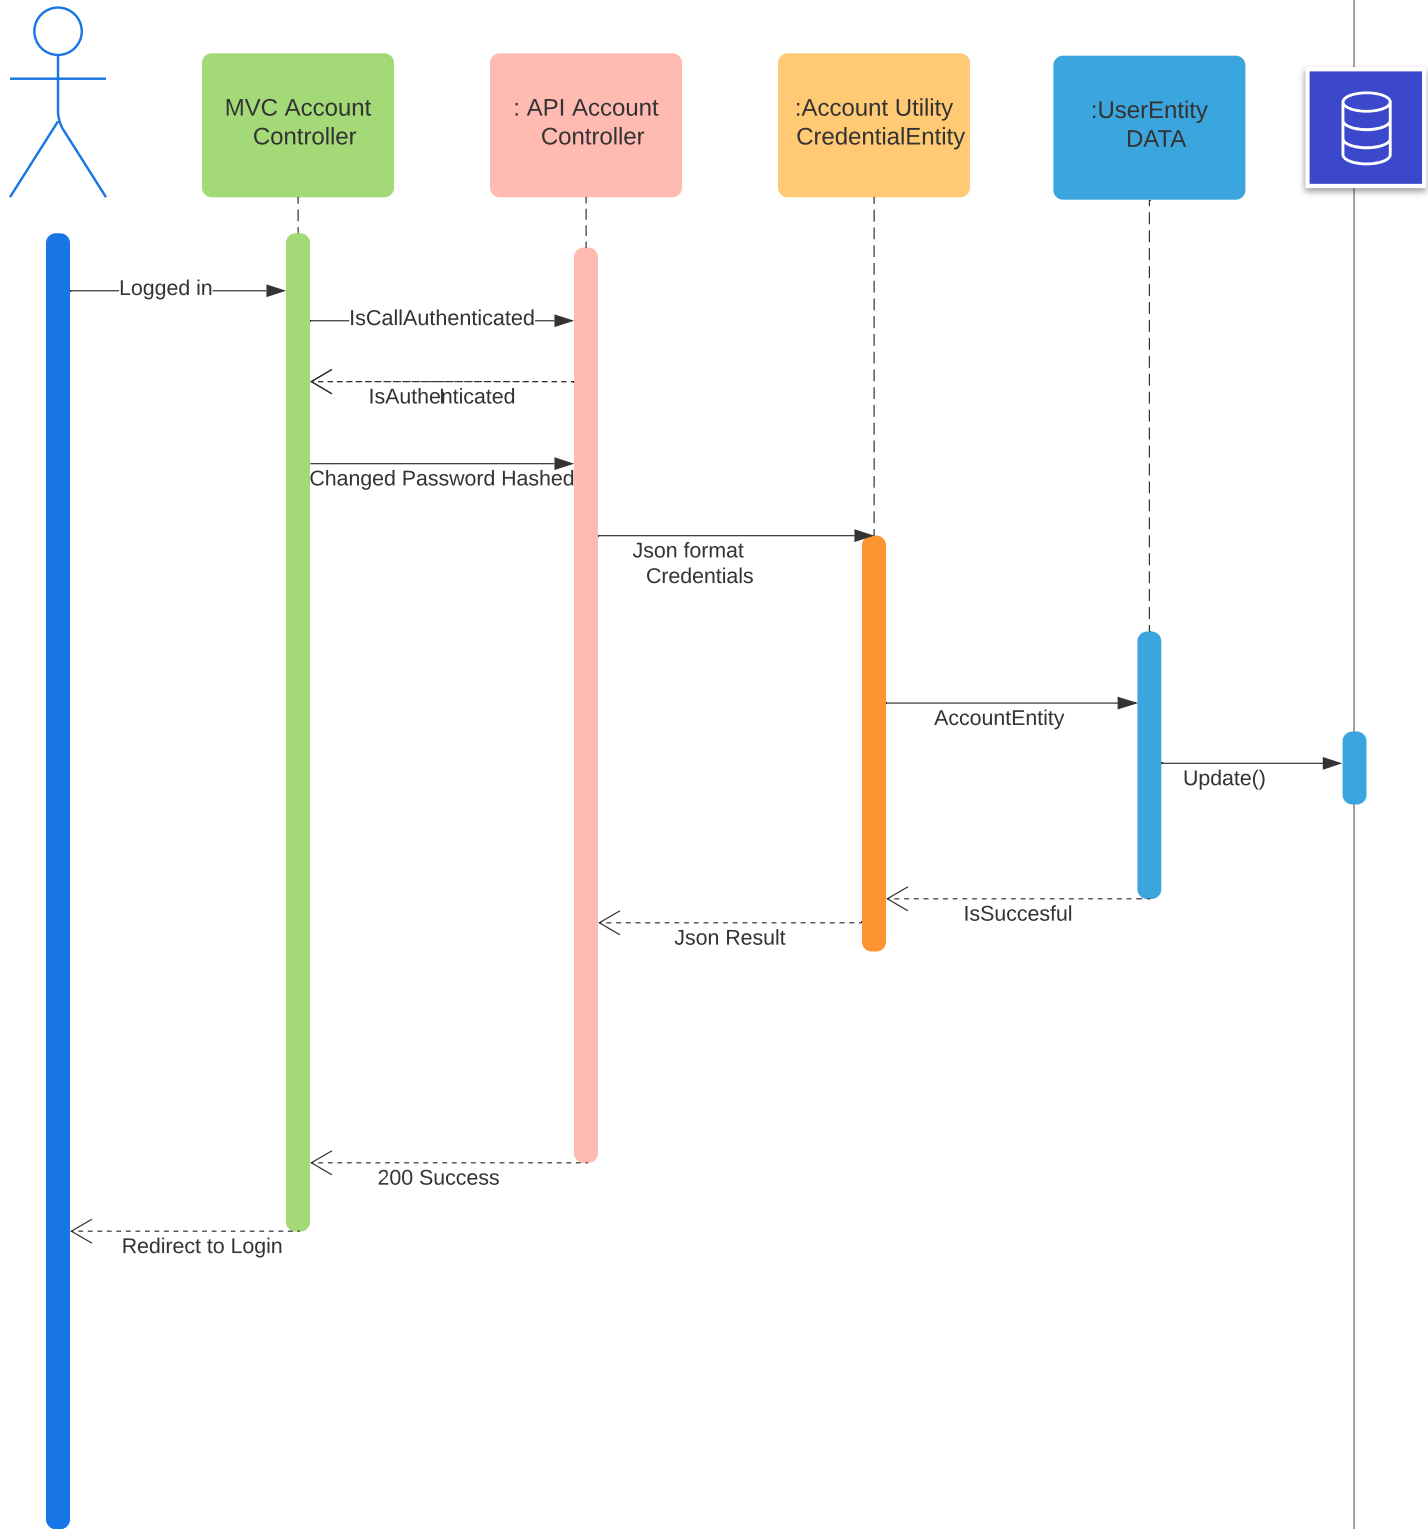 MVC Account
Controller
: API Account
Controller
:Account Utility
CredentialEntity
:UserEntity
DATA
Logged in
IsCallAuthenticated
IsAuthenticated
Changed Password Hashed
Json format
Credentials
AccountEntity
Update()
IsSuccesful
Json Result
200 Success
Redirect to Login